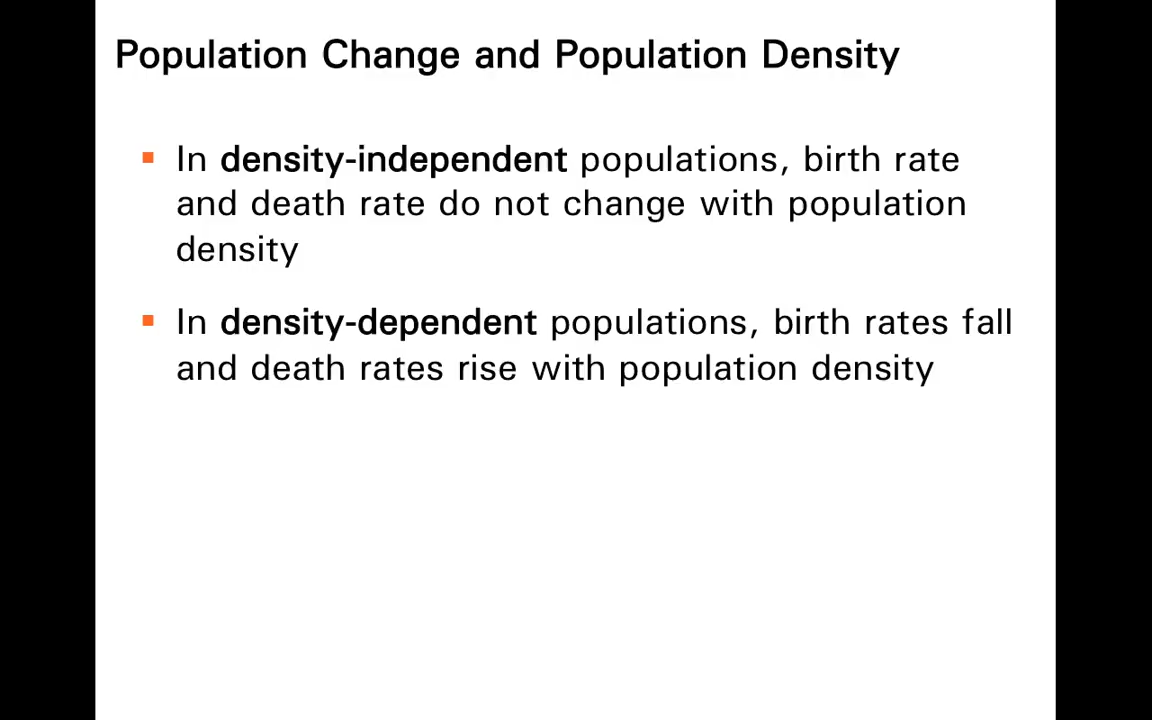 Population Change and Population Density
In density-independent populations, birth rate
and death rate do not change with population
density
In density-dependent populations, birth rates fall
and death rates rise with population density